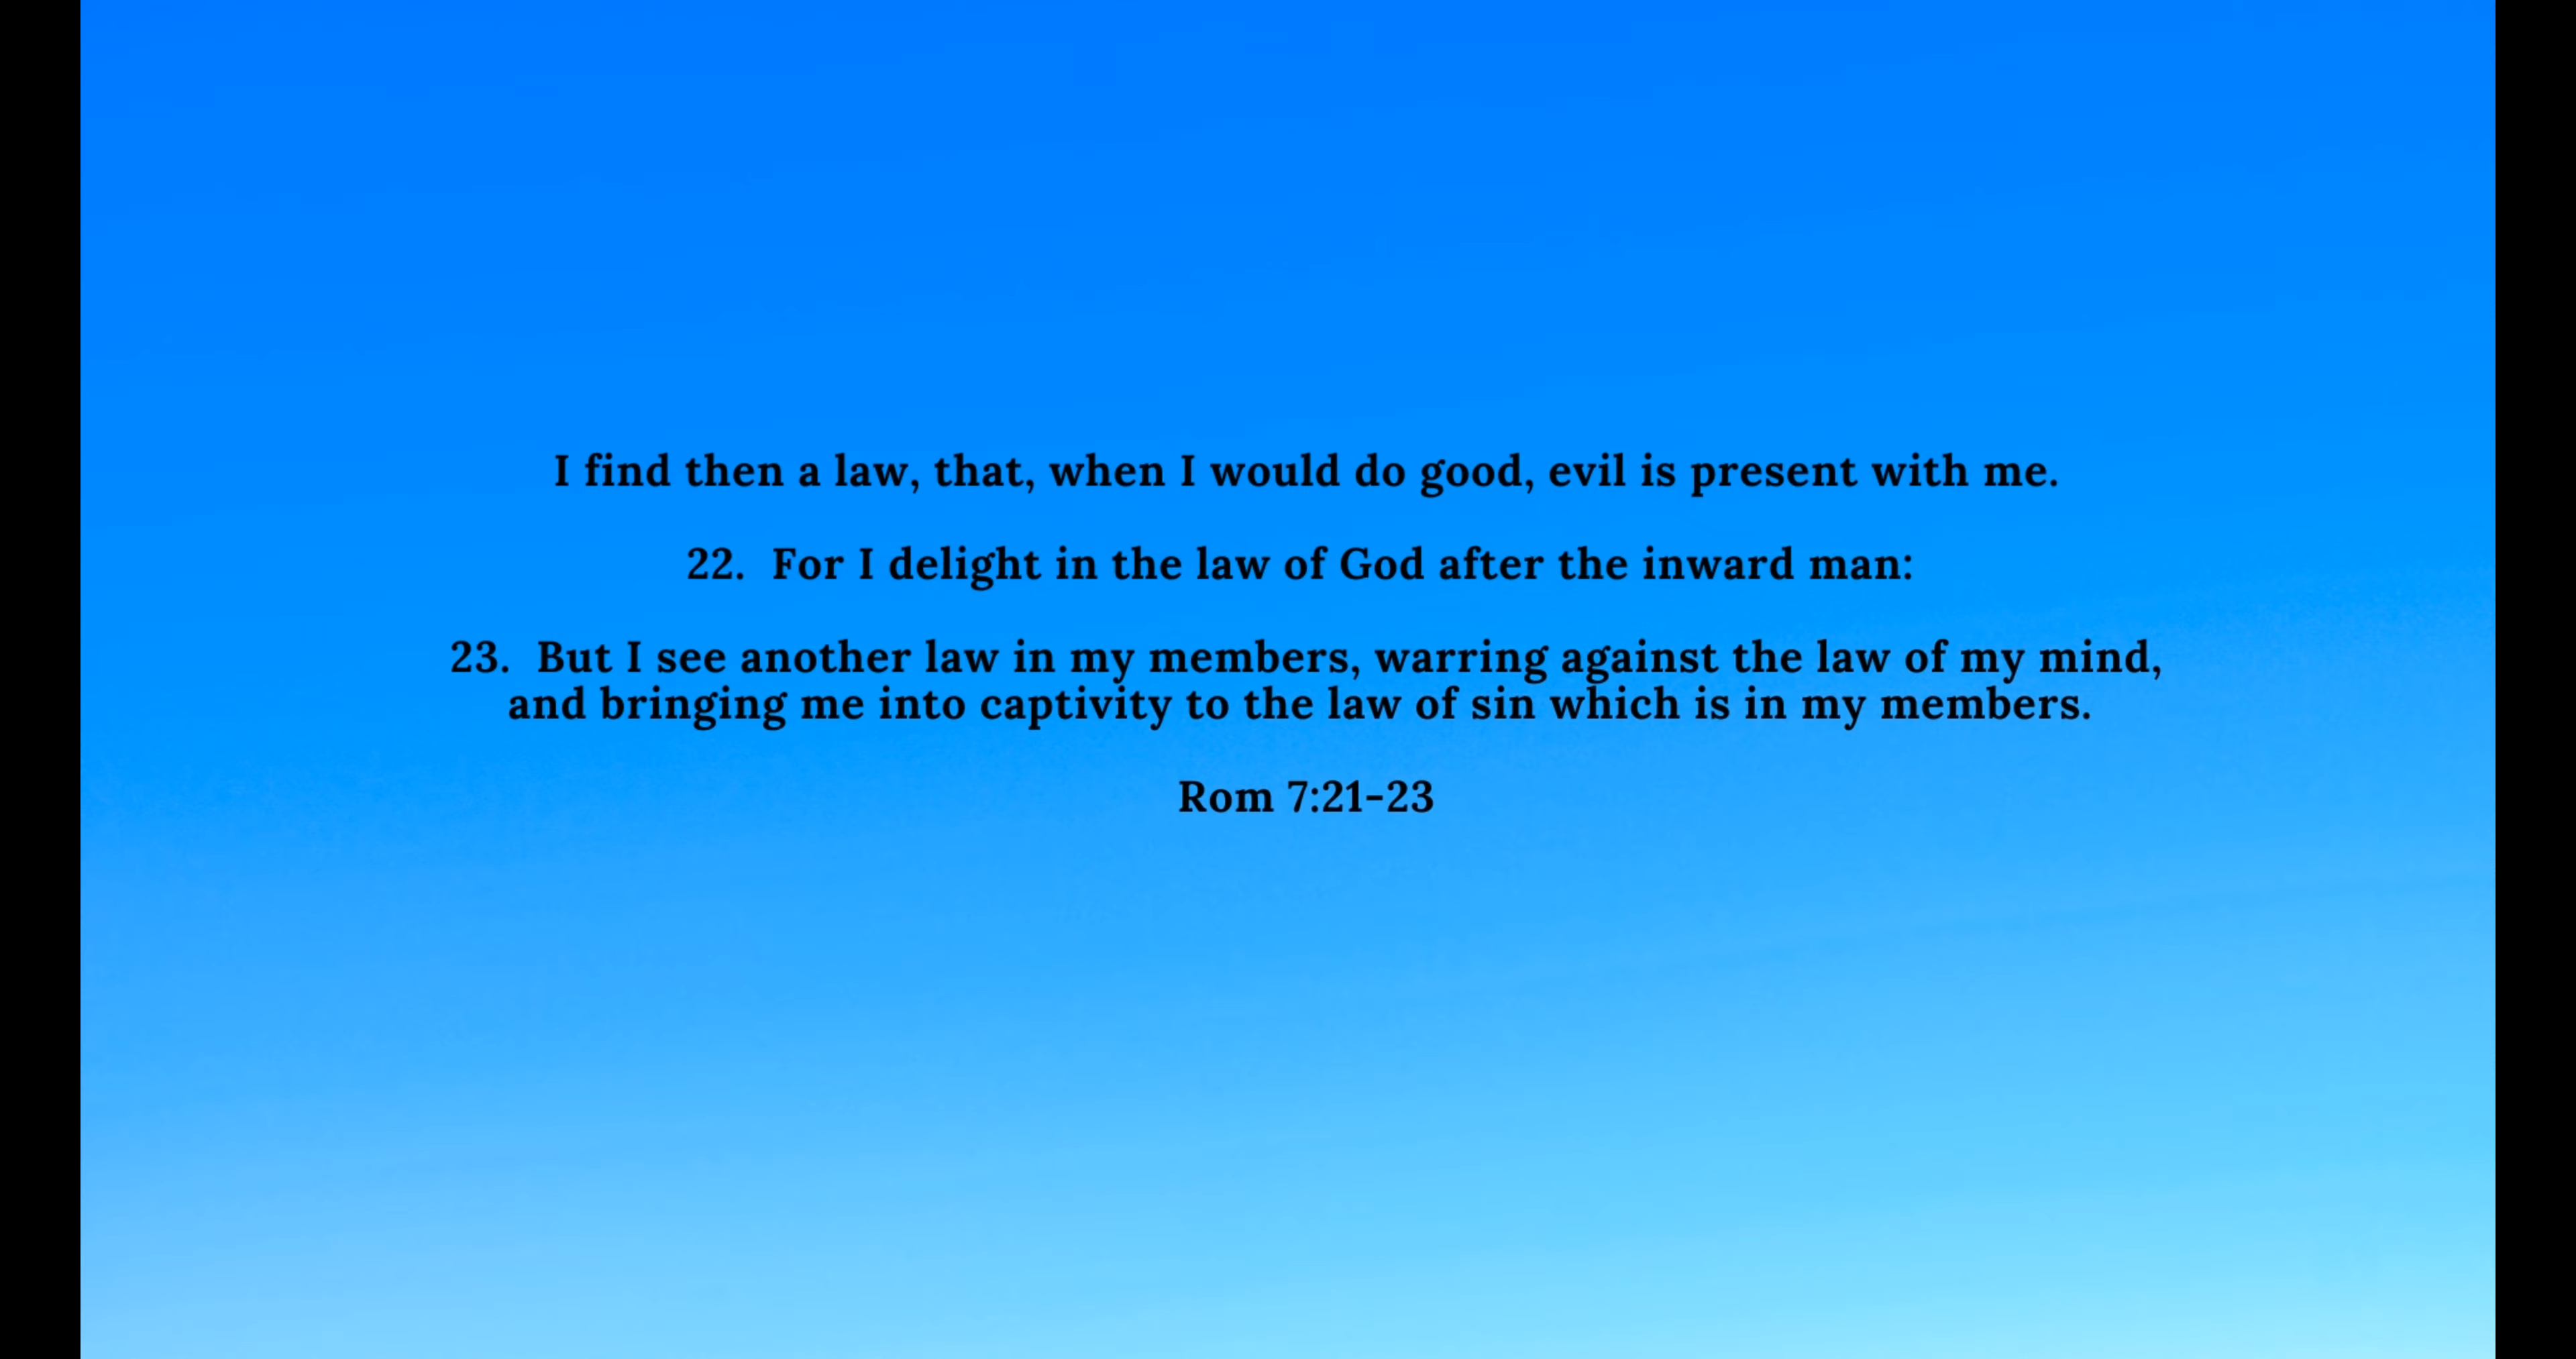 I find then a law, that, when I would do good, evil is present with me.
22.  For I delight in the law of God after the inward man:
23.  But I see another law in my members, warring against the law of my mind,
and bringing me into captivity to the law of sin which is in my members.
Rom 7:21-23